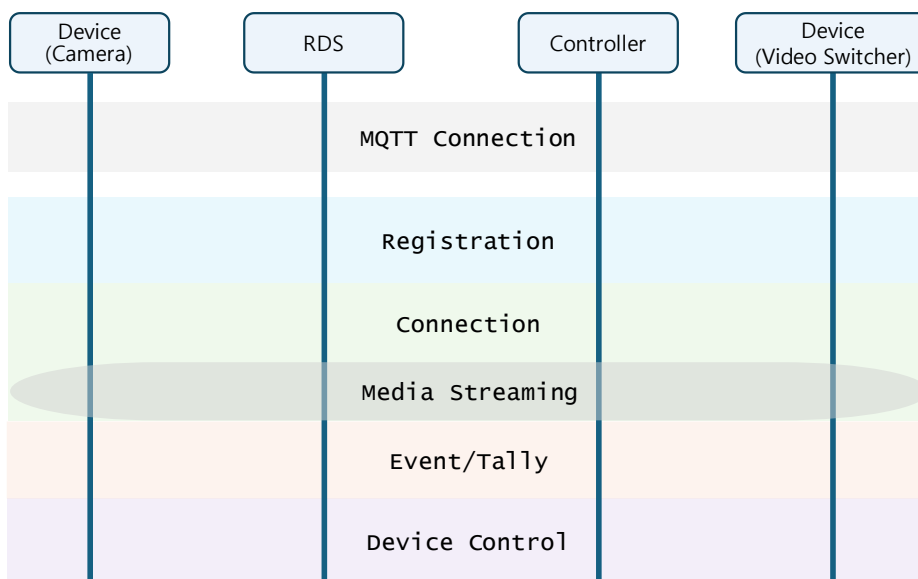 Device
(Camera)
RDS
Controller
Device
(Video Switcher)
MQTT Connection
Registration
Connection
Media Streaming
Event/Tally
Device Control